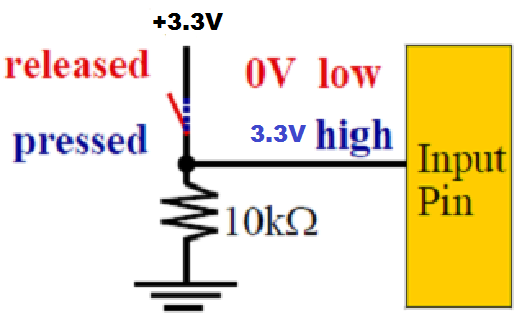 +3.3V
released 0V low
pressed 3.3V high
Input
Pin
10kΩ